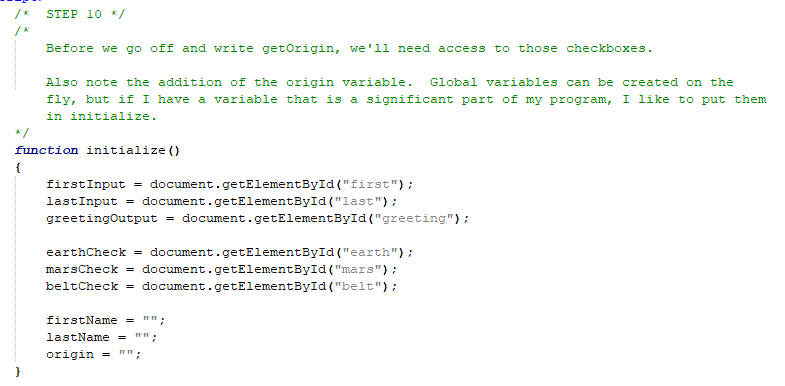 /*  STEP 10 */
/*
    Before we go off and write getOrigin, we'll need access to those checkboxes.

    Also note the addition of the origin variable.  Global variables can be created on the
    fly, but if I have a variable that is a significant part of my program, I like to put them
    in initialize.
*/
function initialize()
{
    firstInput = document.getElementById("first");
    lastInput = document.getElementById("last");
    greetingOutput = document.getElementById("greeting");

    earthCheck = document.getElementById("earth");
    marsCheck = document.getElementById("mars");
    beltCheck = document.getElementById("belt");

    firstName = "";
    lastName = "";
    origin = "";
}